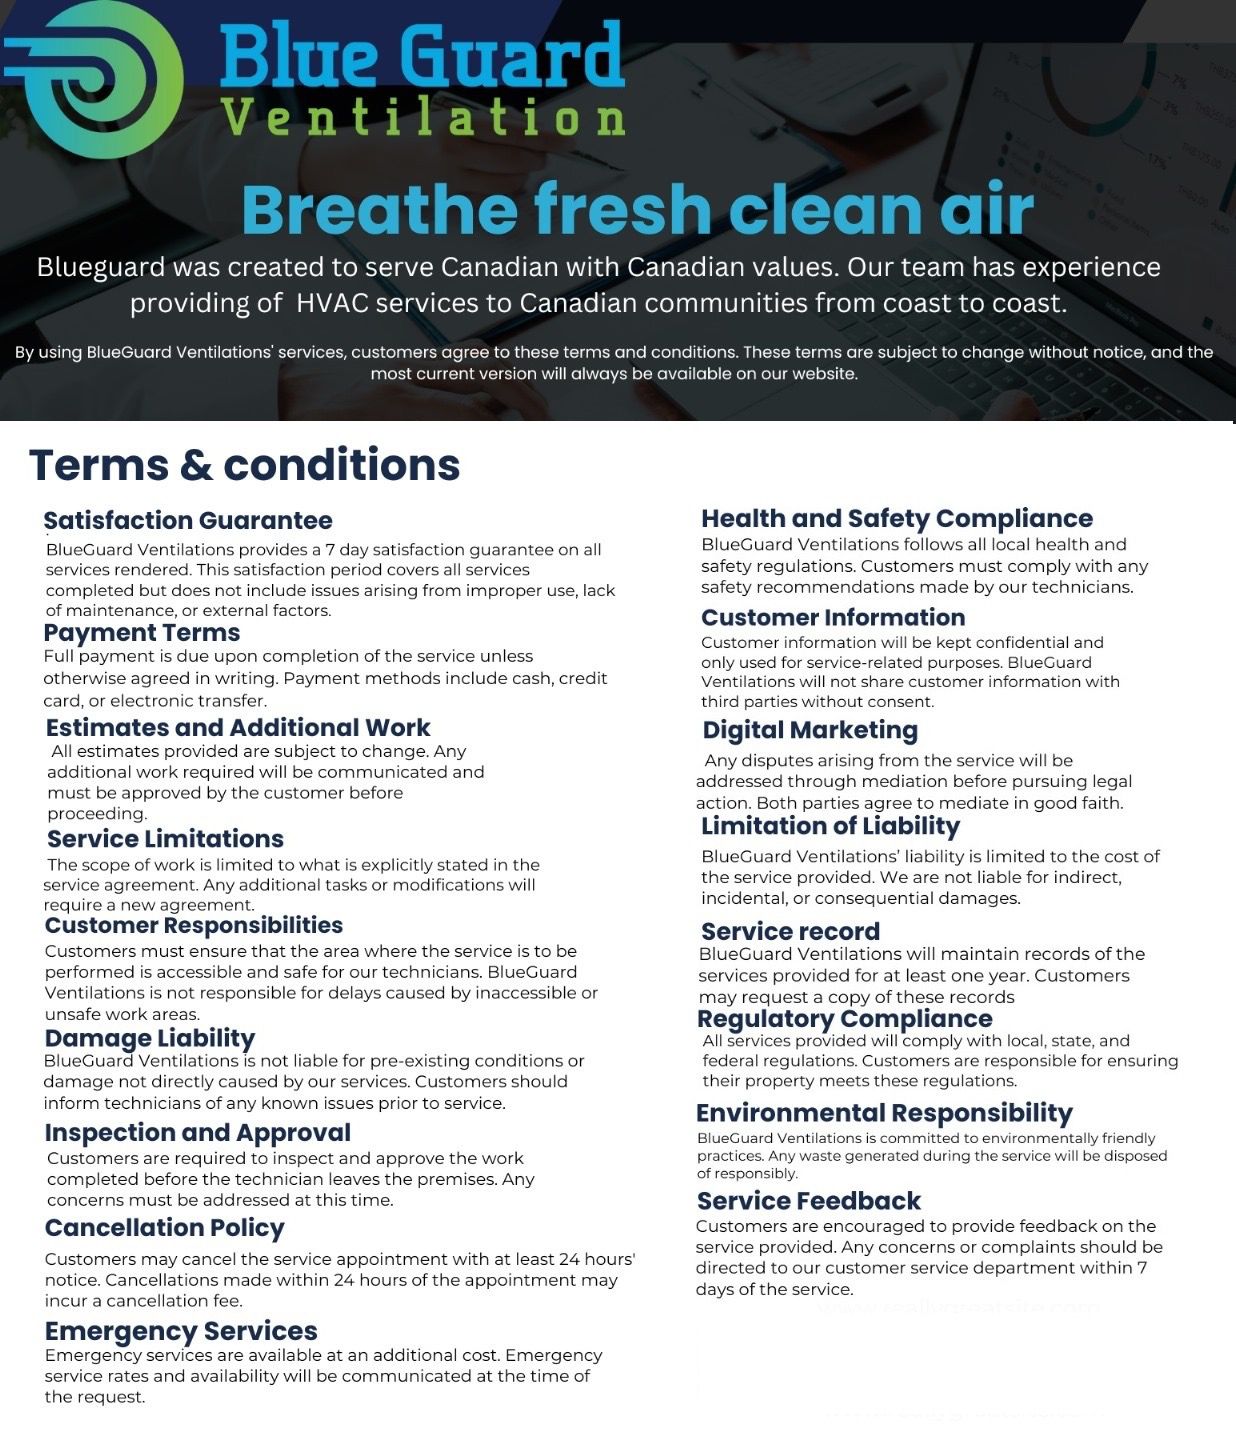 Blue Guard
Ventilation
Breathe fresh clean air
Blueguard was created to serve Canadian with Canadian values. Our team has experience
providing of HVAC services to Canadian communities from coast to coast.
By using BlueGuard Ventilations' services, customers agree to these terms and conditions. These terms are subject to change without notice, and the
most current version will always be available on our website.
Terms & conditions
Satisfaction Guarantee
BlueGuard Ventilations provides a 7 day satisfaction guarantee on all
services rendered. This satisfaction period covers all services
completed but does not include issues arising from improper use, lack
of maintenance, or external factors.
Payment Terms
Full payment is due upon completion of the service unless
otherwise agreed in writing. Payment methods include cash, credit
card, or electronic transfer.
Estimates and Additional Work
All estimates provided are subject to change. Any
additional work required will be communicated and
must be approved by the customer before
proceeding.
Service Limitations
The scope of work is limited to what is explicitly stated in the
service agreement. Any additional tasks or modifications will
require a new agreement.
Customer Responsibilities
Customers must ensure that the area where the service is to be
performed is accessible and safe for our technicians. BlueGuard
Ventilations is not responsible for delays caused by inaccessible or
unsafe work areas.
Damage Liability
BlueGuard Ventilations is not liable for pre-existing conditions or
damage not directly caused by our services. Customers should
inform technicians of any known issues prior to service.
Inspection and Approval
Customers are required to inspect and approve the work
completed before the technician leaves the premises. Any
concerns must be addressed at this time.
Cancellation Policy
Customers may cancel the service appointment with at least 24 hours'
notice. Cancellations made within 24 hours of the appointment may
incur a cancellation fee.
Emergency Services
Emergency services are available at an additional cost. Emergency
service rates and availability will be communicated at the time of
the request.
Health and Safety Compliance
BlueGuard Ventilations follows all local health and
safety regulations. Customers must comply with any
safety recommendations made by our technicians.
Customer Information
Customer information will be kept confidential and
only used for service-related purposes. BlueGuard
Ventilations will not share customer information with
third parties without consent.
Digital Marketing
Any disputes arising from the service will be
addressed through mediation before pursuing legal
action. Both parties agree to mediate in good faith.
Limitation of Liability
BlueGuard Ventilations’ liability is limited to the cost of
the service provided. We are not liable for indirect,
incidental, or consequential damages.
Service record
BlueGuard Ventilations will maintain records of the
services provided for at least one year. Customers
may request a copy of these records
Regulatory Compliance
All services provided will comply with local, state, and
federal regulations. Customers are responsible for ensuring
their property meets these regulations.
Environmental Responsibility
BlueGuard Ventilations is committed to environmentally friendly
practices. Any waste generated during the service will be disposed
of responsibly.
Service Feedback
Customers are encouraged to provide feedback on the
service provided. Any concerns or complaints should be
directed to our customer service department within 7
days of the service.